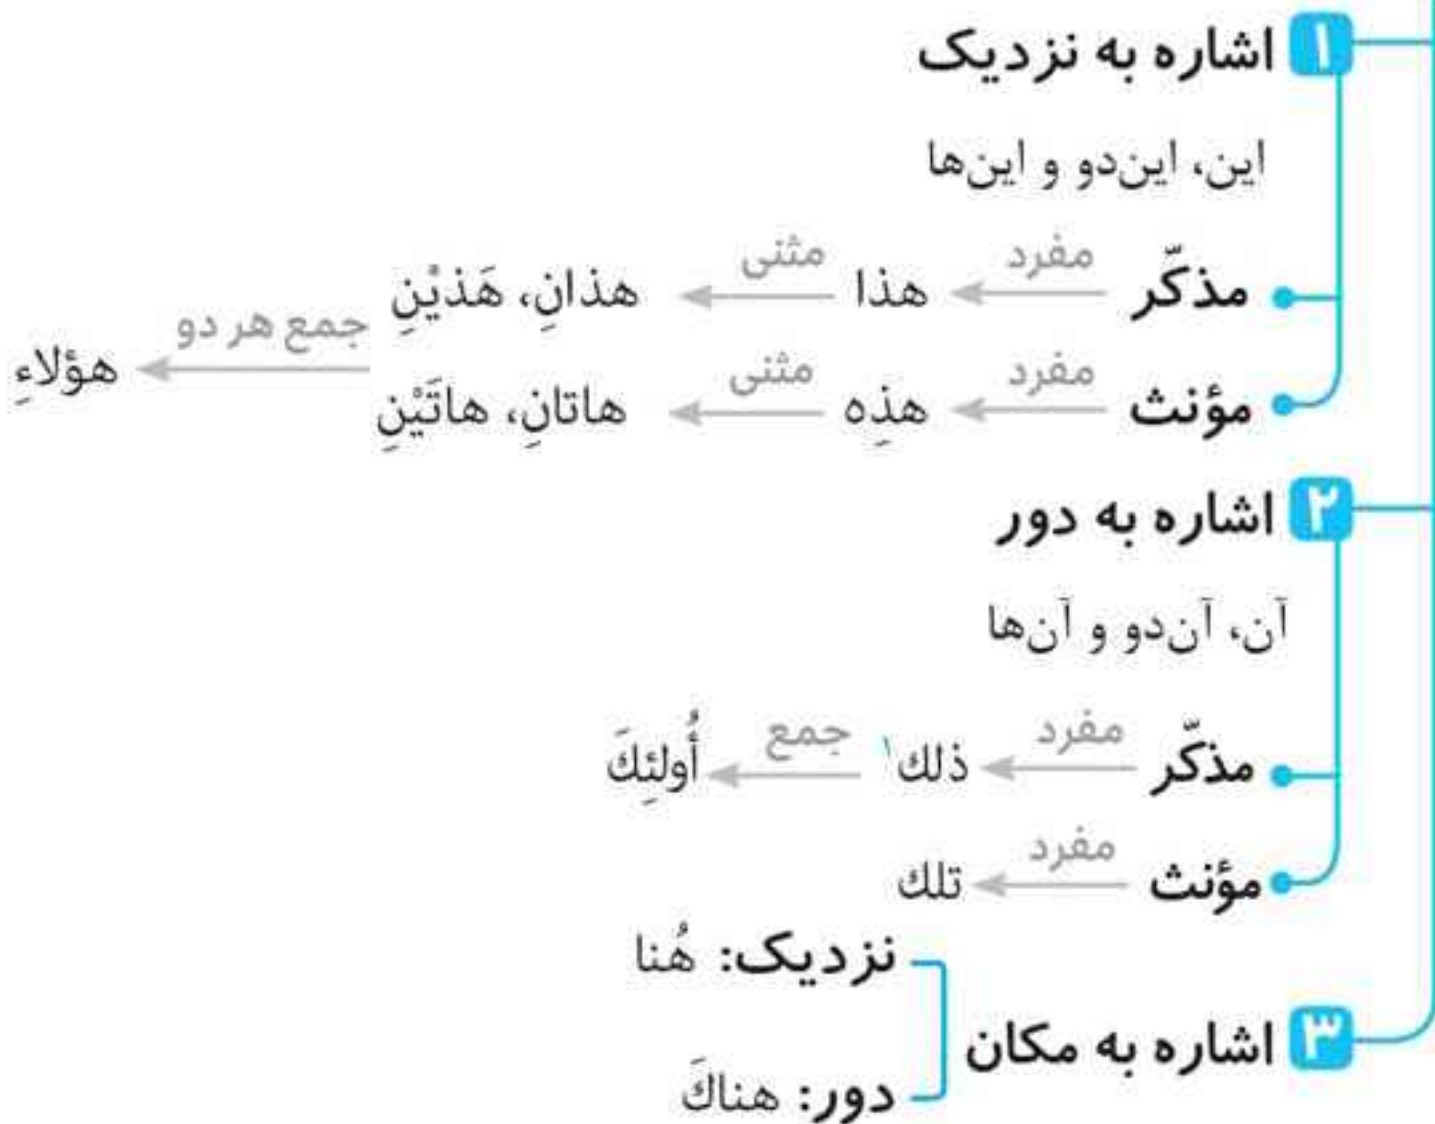 ۱ اشاره به نزدیک
این، این‌دو و این‌ها
مذکّر مفرد هذا مثنی هذانِ، هَذیْنِ
جمع هر دو هؤلاءِ
مؤنث مفرد هذِه مثنی هاتانِ، هاتَیْنِ
۲ اشاره به دور
آن، آن‌دو و آن‌ها
مذکّر مفرد ذلك۱ جمع أُولئِكَ
مؤنث مفرد تلك
نزدیک: هُنا
۳ اشاره به مکان
دور: هناكَ